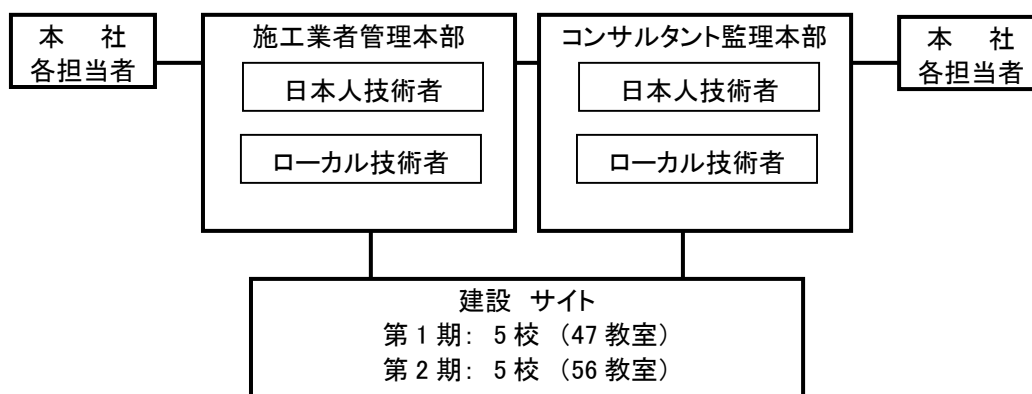 本　社
各担当者
施工業者管理本部
日本人技術者
ローカル技術者
コンサルタント監理本部
日本人技術者
ローカル技術者
本　社
各担当者
建設 サイト
第1期: 5校 (47教室)
第2期: 5校 (56教室)